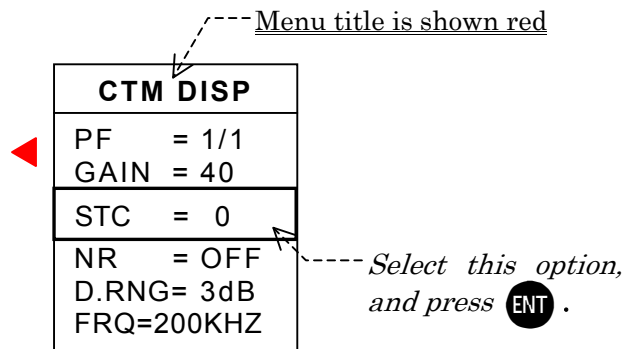 Menu title is shown red
CTM DISP
PF = 1/1
GAIN = 40
STC = 0
NR = OFF
D.RNG= 3dB
FRQ=200KHZ
Select this option,
and press ENT .